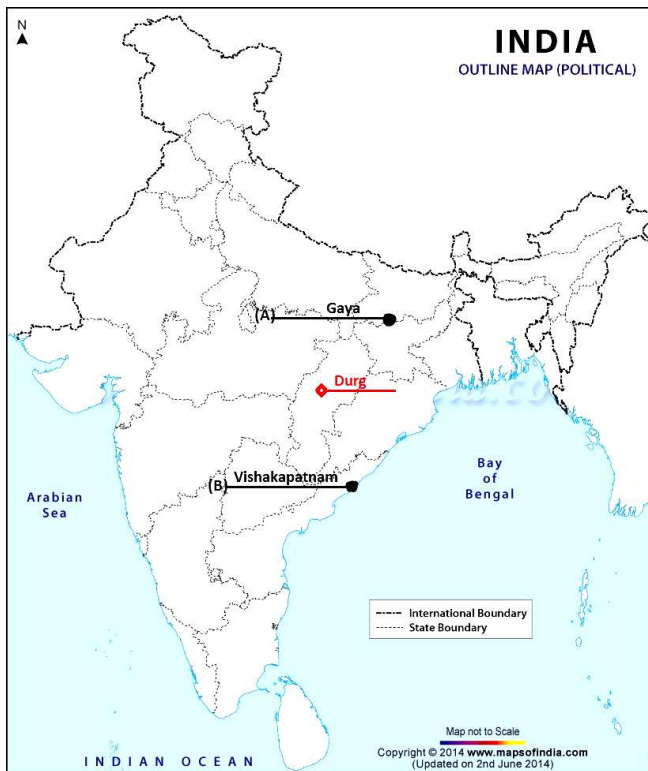 N
INDIA
OUTLINE MAP (POLITICAL)
(A) Gaya
Durg
(B) Vishakapatnam
Arabian
Sea
Bay
of
Bengal
International Boundary
State Boundary
Map not to Scale
Copyright © 2014 www.mapsofindia.com
(Updated on 2nd June 2014)
INDIAN OCEAN